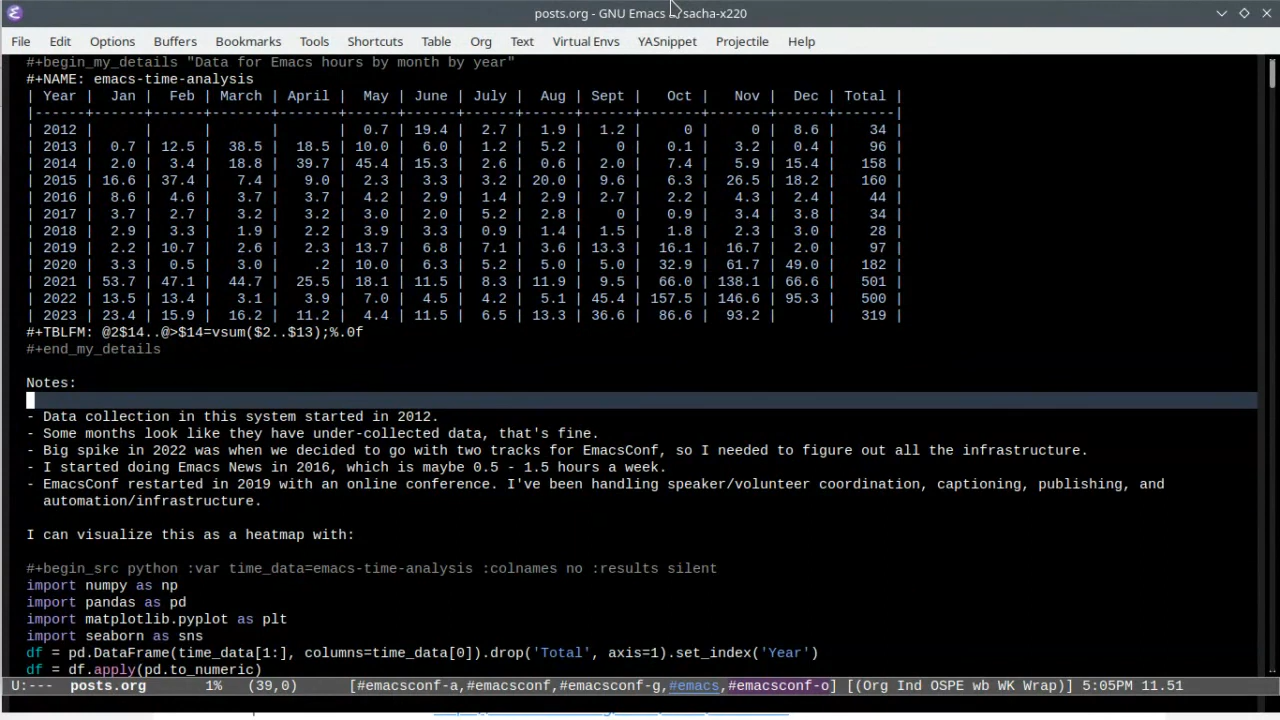 posts.org - GNU Emacs sacha-x220
File Edit Options Buffers Bookmarks Tools Shortcuts Table Org Text Virtual Envs YASnippet Projectile Help
#+begin_my_details "Data for Emacs hours by month by year"
#+NAME: emacs-time-analysis
| Year | Jan | Feb | March | April | May | June | July | Aug | Sept | Oct | Nov | Dec | Total |
|------+------+------+-------+-------+------+------+------+------+------+-------+-------+------+-------|
| 2012 | | | | | 0.7 | 19.4 | 2.7 | 1.9 | 1.2 | 0 | 0 | 8.6 | 34 |
| 2013 | 0.7 | 12.5 | 38.5 | 18.5 | 10.0 | 6.0 | 1.2 | 5.2 | 0 | 0.1 | 3.2 | 0.4 | 96 |
| 2014 | 2.0 | 3.4 | 18.8 | 39.7 | 45.4 | 15.3 | 2.6 | 0.6 | 2.0 | 7.4 | 5.9 | 15.4 | 158 |
| 2015 | 16.6 | 37.4 | 7.4 | 9.0 | 2.3 | 3.3 | 3.2 | 20.0 | 9.6 | 6.3 | 26.5 | 18.2 | 160 |
| 2016 | 8.6 | 4.6 | 3.7 | 3.7 | 4.2 | 2.9 | 1.4 | 2.9 | 2.7 | 2.2 | 4.3 | 2.4 | 44 |
| 2017 | 3.7 | 2.7 | 3.2 | 3.2 | 3.0 | 2.0 | 5.2 | 2.8 | 0 | 0.9 | 3.4 | 3.8 | 34 |
| 2018 | 2.9 | 3.3 | 1.9 | 2.2 | 3.9 | 3.3 | 0.9 | 1.4 | 1.5 | 1.8 | 2.3 | 3.0 | 28 |
| 2019 | 2.2 | 10.7 | 2.6 | 2.3 | 13.7 | 6.8 | 7.1 | 3.6 | 13.3 | 16.1 | 16.7 | 2.0 | 97 |
| 2020 | 3.3 | 0.5 | 3.0 | .2 | 10.0 | 6.3 | 5.2 | 5.0 | 5.0 | 32.9 | 61.7 | 49.0 | 182 |
| 2021 | 53.7 | 47.1 | 44.7 | 25.5 | 18.1 | 11.5 | 8.3 | 11.9 | 9.5 | 66.0 | 138.1 | 66.6 | 501 |
| 2022 | 13.5 | 13.4 | 3.1 | 3.9 | 7.0 | 4.5 | 4.2 | 5.1 | 45.4 | 157.5 | 146.6 | 95.3 | 500 |
| 2023 | 23.4 | 15.9 | 16.2 | 11.2 | 4.4 | 11.5 | 6.5 | 13.3 | 36.6 | 86.6 | 93.2 | | 319 |
#+TBLFM: @2$14..@>$14=vsum($2..$13);%.0f
#+end_my_details
Notes:
- Data collection in this system started in 2012.
- Some months look like they have under-collected data, that's fine.
- Big spike in 2022 was when we decided to go with two tracks for EmacsConf, so I needed to figure out all the infrastructure.
- I started doing Emacs News in 2016, which is maybe 0.5 - 1.5 hours a week.
- EmacsConf restarted in 2019 with an online conference. I've been handling speaker/volunteer coordination, captioning, publishing, and
automation/infrastructure.
I can visualize this as a heatmap with:
#+begin_src python :var time_data=emacs-time-analysis :colnames no :results silent
import numpy as np
import pandas as pd
import matplotlib.pyplot as plt
import seaborn as sns
df = pd.DataFrame(time_data[1:], columns=time_data[0]).drop('Total', axis=1).set_index('Year')
df = df.apply(pd.to_numeric)
U:--- posts.org 1% (39,0) [#emacsconf-a,#emacsconf,#emacsconf-g,#emacs,#emacsconf-o] [(Org Ind OSPE wb WK Wrap)] 5:05PM 11.51